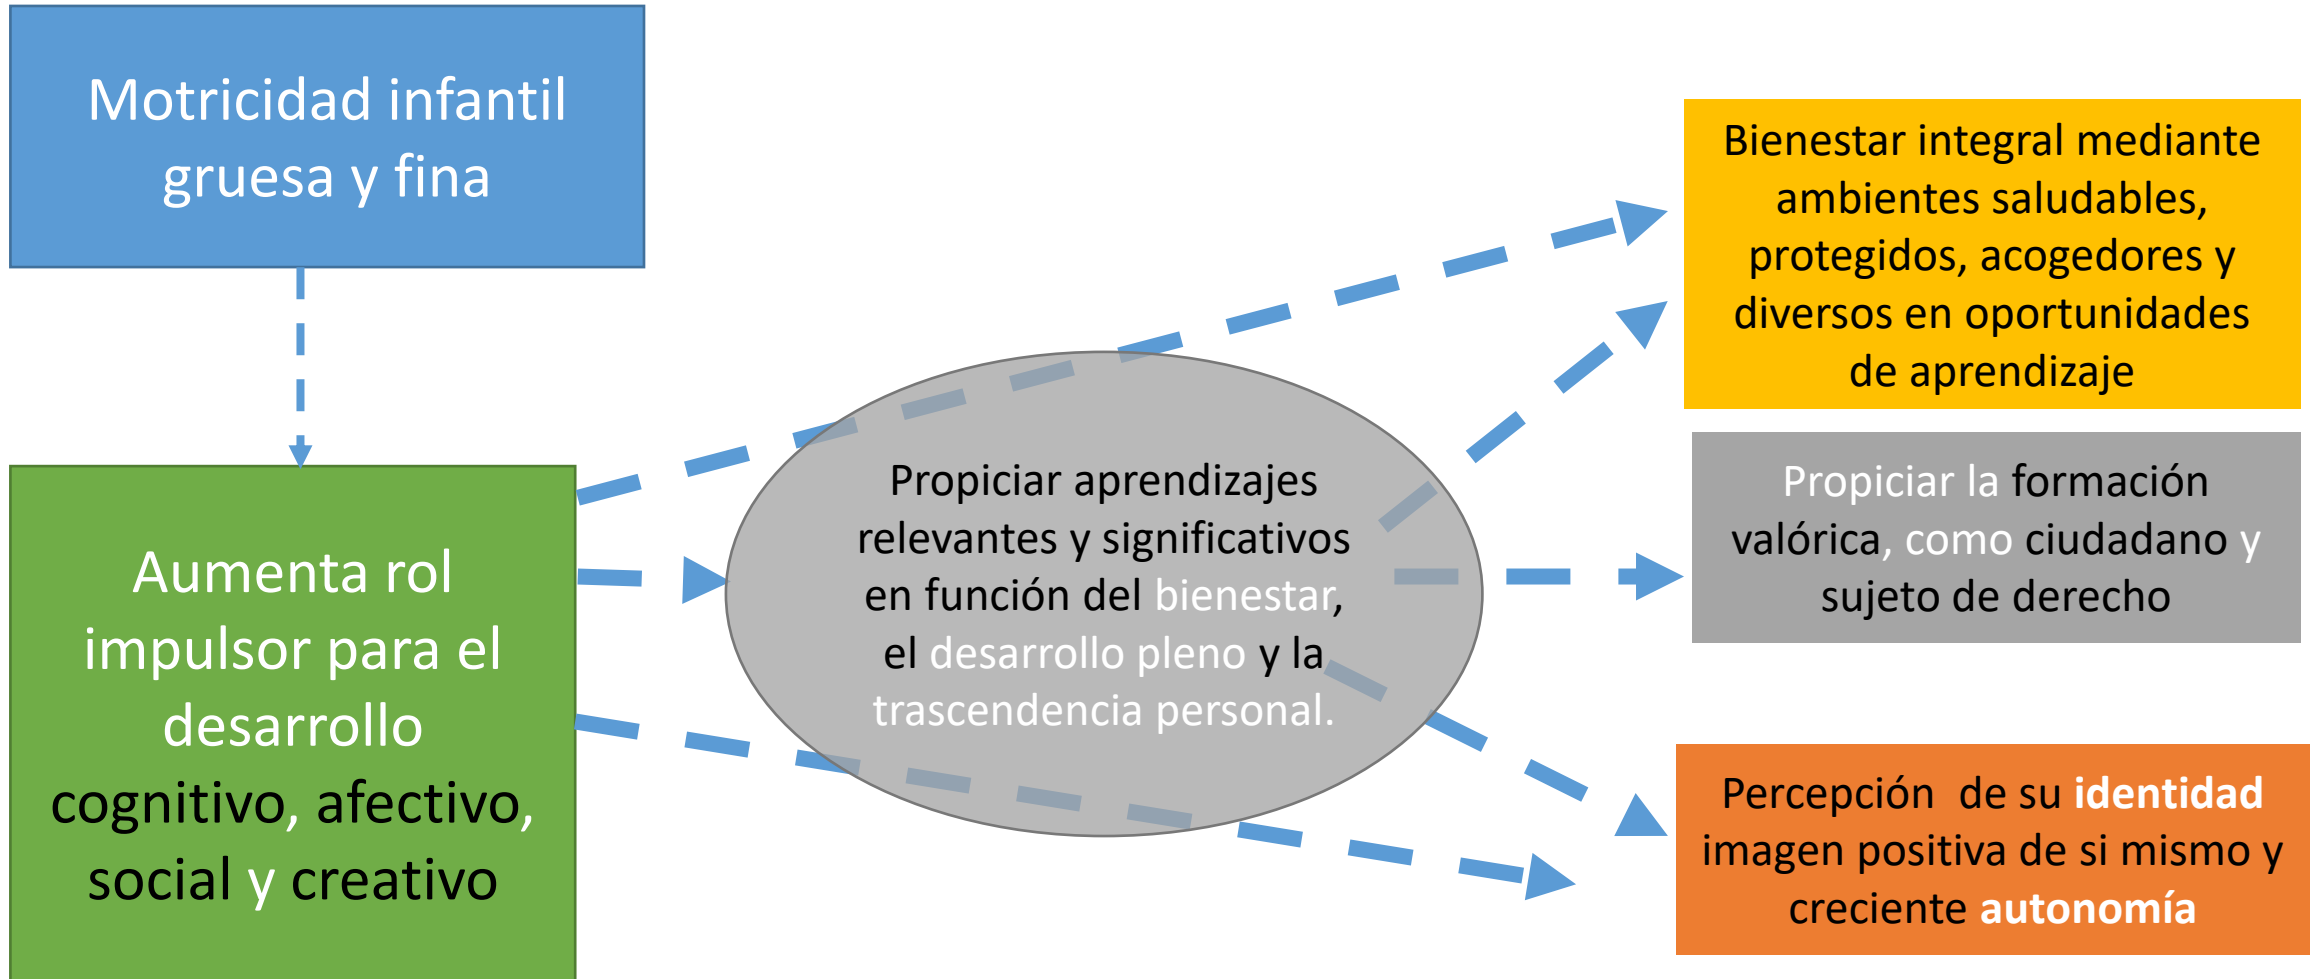 Motricidad infantil
gruesa y fina
Aumenta rol
impulsor para el
desarrollo
cognitivo, afectivo,
social y creativo
Propiciar aprendizajes
relevantes y significativos
en función del bienestar,
el desarrollo pleno y la
trascendencia personal.
Bienestar integral mediante
ambientes saludables,
protegidos, acogedores y
diversos en oportunidades
de aprendizaje
Propiciar la formación
valórica, como ciudadano y
sujeto de derecho
Percepción  de su identidad
imagen positiva de si mismo y
creciente autonomía